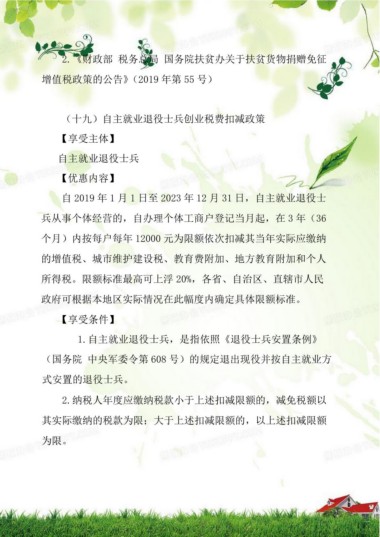 2.《财政部 税务总局 国务院扶贫办关于扶贫货物捐赠免征
增值税政策的公告》（2019 年第 55 号）
（十九）自主就业退役士兵创业税费扣减政策
【享受主体】
自主就业退役士兵
【优惠内容】
自 2019 年 1 月 1 日至 2023 年 12 月 31 日，自主就业退役士
兵从事个体经营的，自办理个体工商户登记当月起，在 3 年（36
个月）内按每户每年 12000 元为限额依次扣减其当年实际应缴纳
的增值税、城市维护建设税、教育费附加、地方教育附加和个人
所得税。限额标准最高可上浮 20%，各省、自治区、直辖市人民
政府可根据本地区实际情况在此幅度内确定具体限额标准。
【享受条件】
1.自主就业退役士兵，是指依照《退役士兵安置条例》
（国务院 中央军委令第 608 号）的规定退出现役并按自主就业方
式安置的退役士兵。
2.纳税人年度应缴纳税款小于上述扣减限额的，减免税额以
其实际缴纳的税款为限；大于上述扣减限额的，以上述扣减限额
为限。